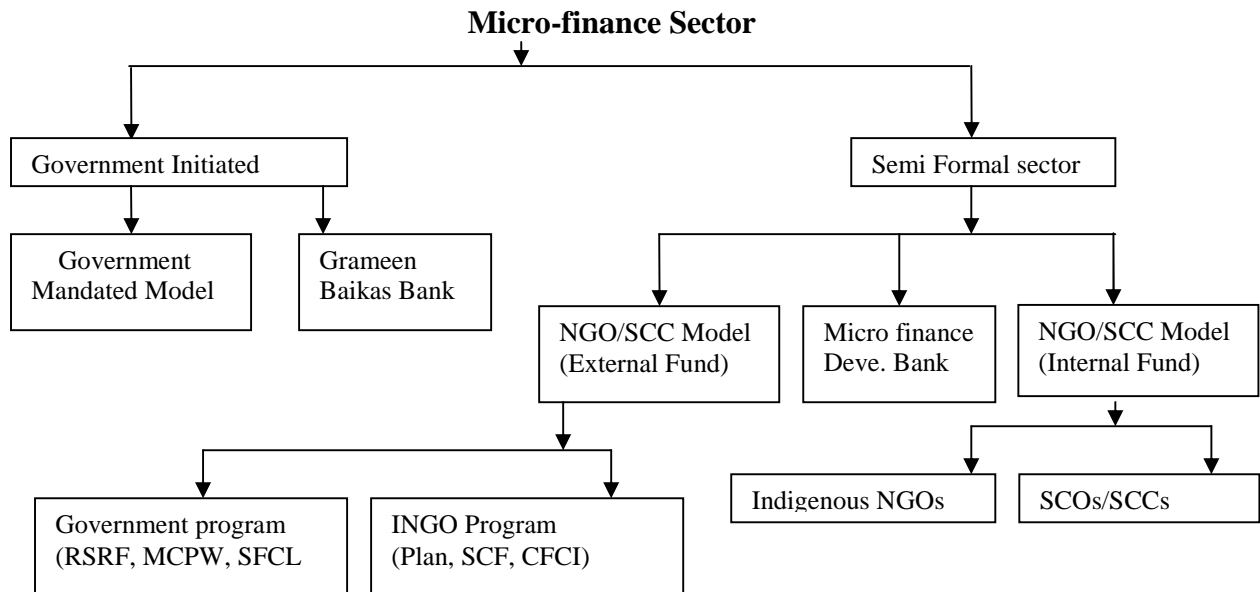 Micro-finance Sector
Government Initiated
Semi Formal sector
Government
Mandated Model
Grameen
Baikas Bank
NGO/SCC Model
(External Fund)
Micro finance
Deve. Bank
NGO/SCC Model
(Internal Fund)
Government program
(RSRF, MCPW, SFCL
INGO Program
(Plan, SCF, CFCI)
Indigenous NGOs
SCOs/SCCs